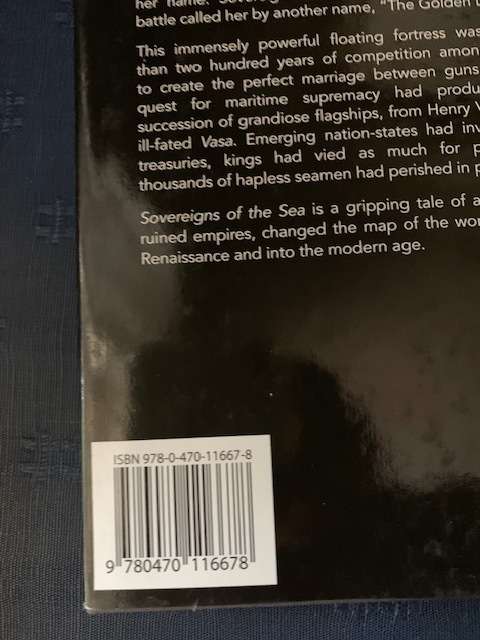 her name.
battle called her by another name, "The Golden
This immensely powerful floating fortress was
than two hundred years of competition amon
to create the perfect marriage between guns
quest for maritime supremacy had produ
succession of grandiose flagships, from Henry V
ill-fated Vasa. Emerging nation-states had inv
treasuries, kings had vied as much for p
thousands of hapless seamen had perished in p
Sovereigns of the Sea is a gripping tale of a
ruined empires, changed the map of the wor
Renaissance and into the modern age.
ISBN 978-0-470-11667-8
9 780470 116678